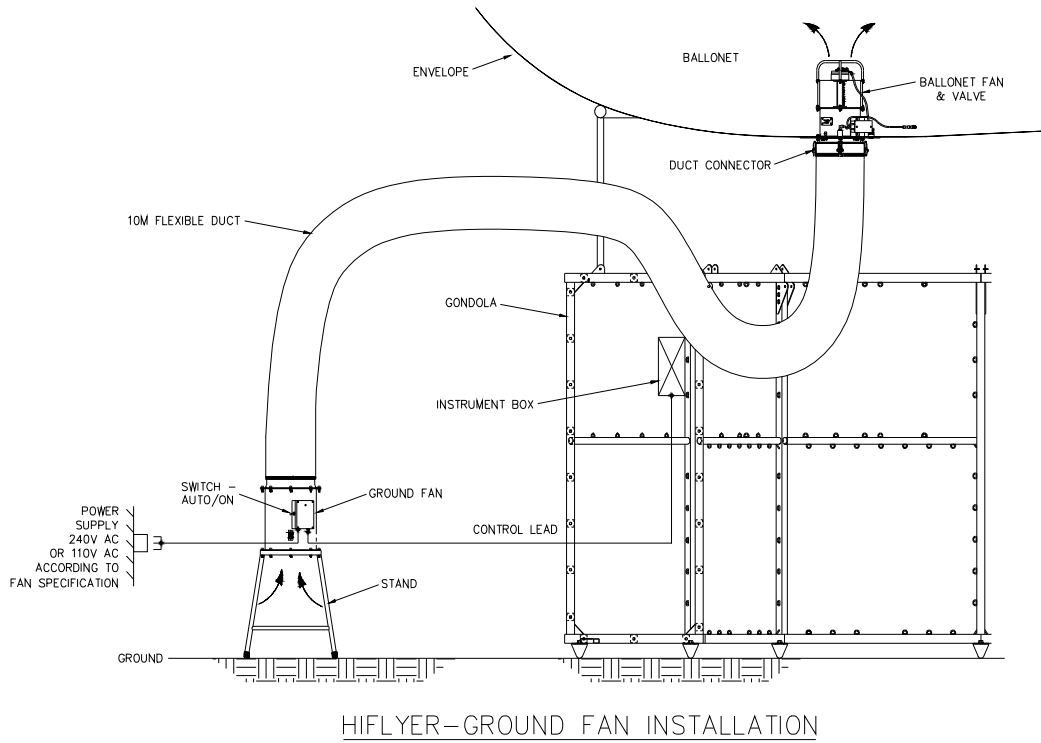 ENVELOPE
BALLONET
BALLONET FAN
& VALVE
DUCT CONNECTOR
10M FLEXIBLE DUCT
GONDOLA
INSTRUMENT BOX
SWITCH -
AUTO/ON
GROUND FAN
POWER
SUPPLY
240V AC
OR 110V AC
ACCORDING TO
FAN SPECIFICATION
CONTROL LEAD
STAND
GROUND
HIFLYER-GROUND FAN INSTALLATION